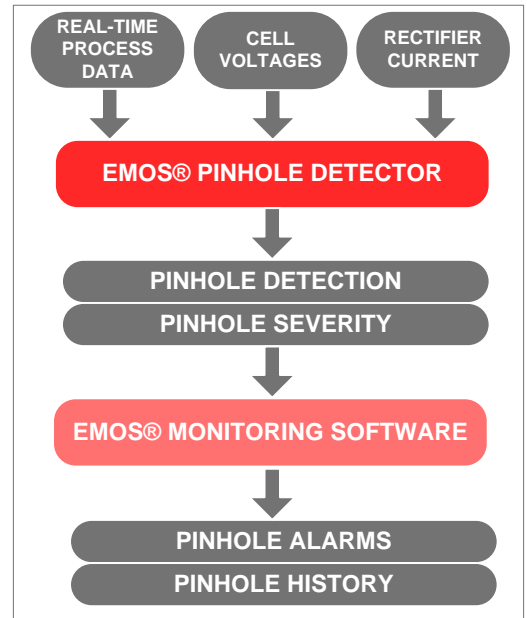 REAL-TIME
PROCESS
DATA
CELL
VOLTAGES
RECTIFIER
CURRENT
EMOS® PINHOLE DETECTOR
PINHOLE DETECTION
PINHOLE SEVERITY
EMOS® MONITORING SOFTWARE
PINHOLE ALARMS
PINHOLE HISTORY